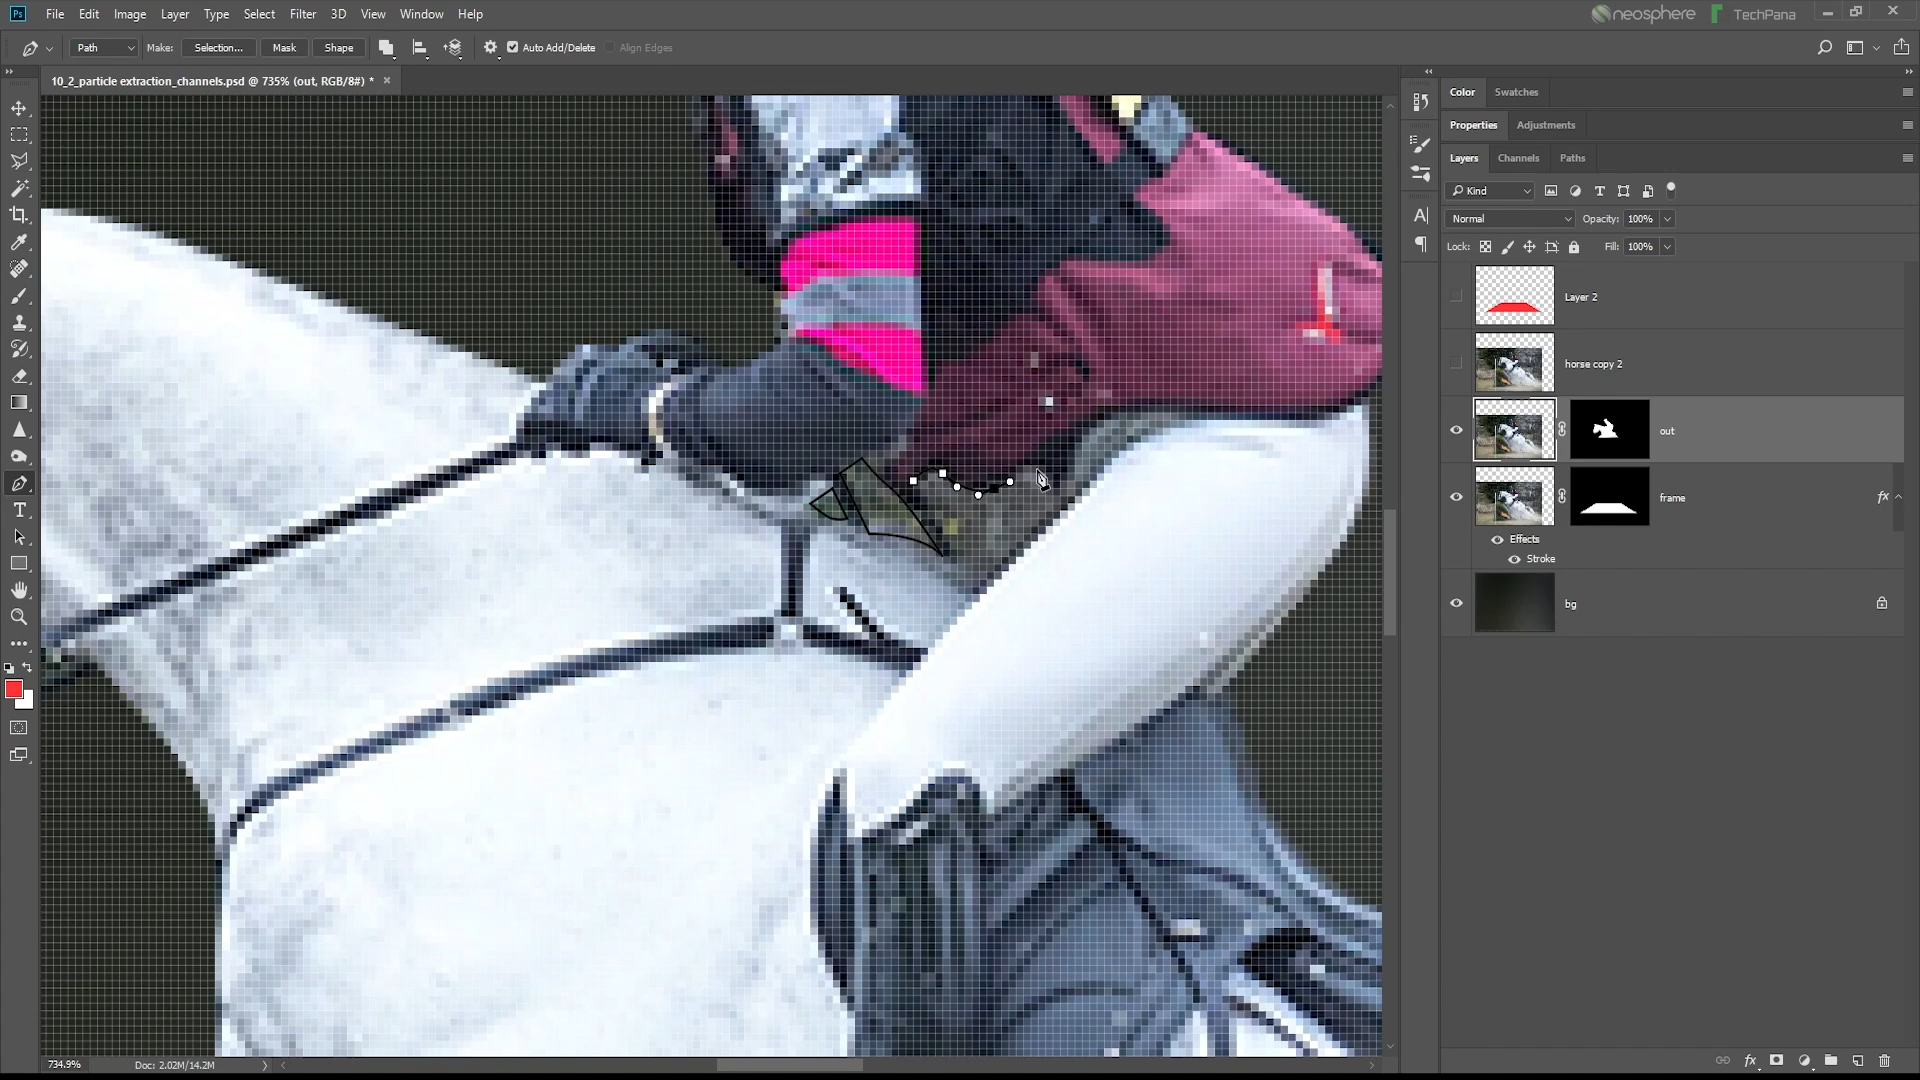 Ps File Edit Image Layer Type Select Filter 3D View Window Help neosphere TechPana
Path Make: Selection... Mask Shape Auto Add/Delete Align Edges
10_2_particle extraction_channels.psd @ 735% (out, RGB/8#) *
Color Swatches
Properties Adjustments
Layers Channels Paths
Kind
Normal Opacity: 100%
Lock: Fill: 100%
Layer 2
horse copy 2
out
frame fx
Effects
Stroke
bg
734.9% Doc: 2.02M/14.2M
fx